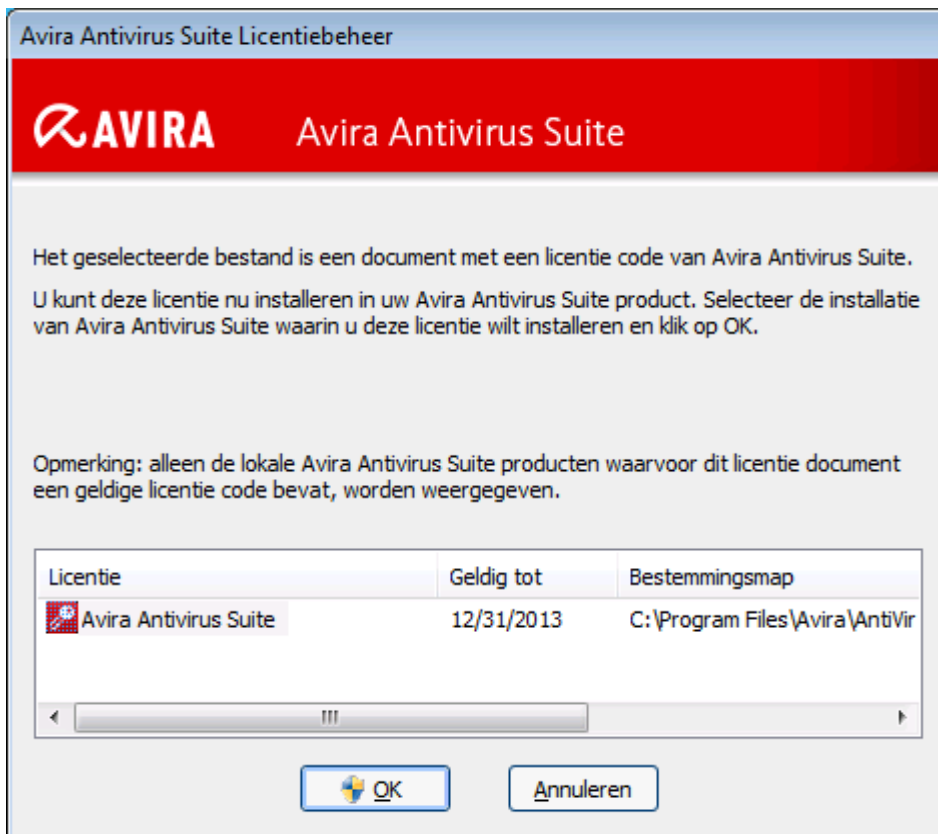 Avira Antivirus Suite Licentiebeheer
AVIRA Avira Antivirus Suite
Het geselecteerde bestand is een document met een licentie code van Avira Antivirus Suite.
U kunt deze licentie nu installeren in uw Avira Antivirus Suite product. Selecteer de installatie
van Avira Antivirus Suite waarin u deze licentie wilt installeren en klik op OK.
Opmerking: alleen de lokale Avira Antivirus Suite producten waarvoor dit licentie document
een geldige licentie code bevat, worden weergegeven.
Licentie Geldig tot Bestemmingsmap
Avira Antivirus Suite 12/31/2013 C:\Program Files\Avira\AntiVir
OK Annuleren